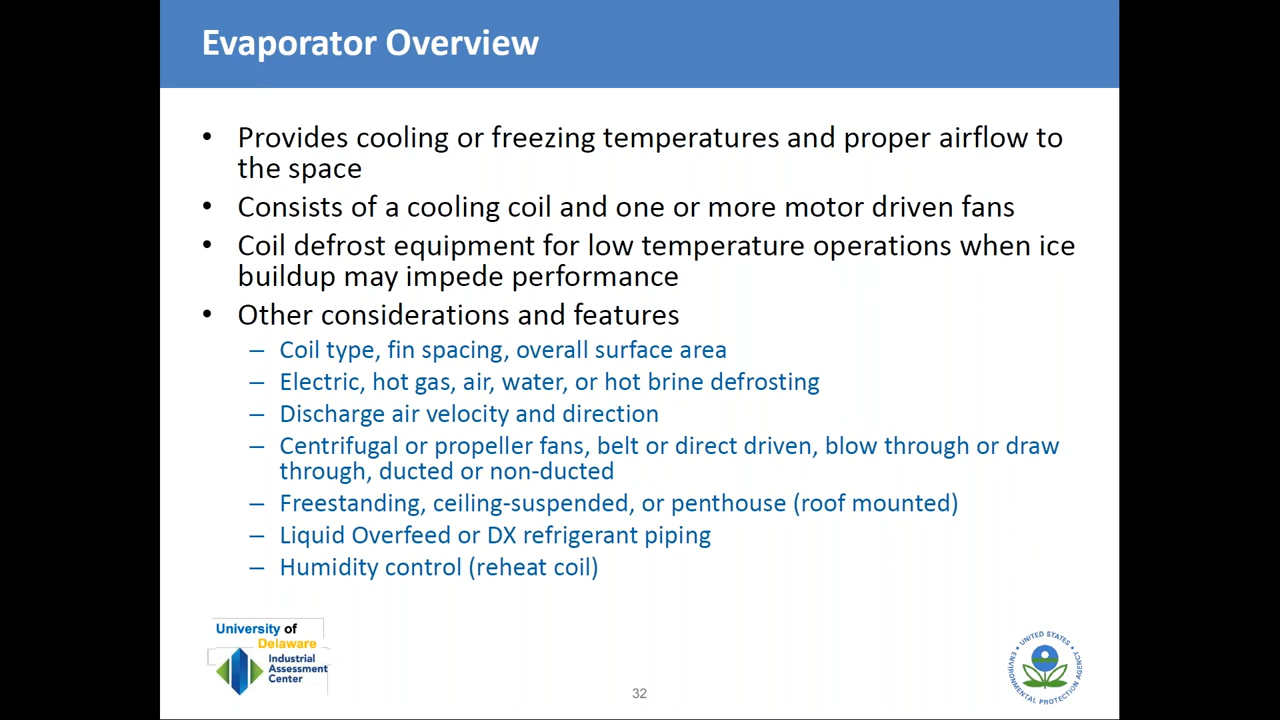 Evaporator Overview
• Provides cooling or freezing temperatures and proper airflow to
the space
• Consists of a cooling coil and one or more motor driven fans
• Coil defrost equipment for low temperature operations when ice
buildup may impede performance
• Other considerations and features
– Coil type, fin spacing, overall surface area
– Electric, hot gas, air, water, or hot brine defrosting
– Discharge air velocity and direction
– Centrifugal or propeller fans, belt or direct driven, blow through or draw
through, ducted or non-ducted
– Freestanding, ceiling-suspended, or penthouse (roof mounted)
– Liquid Overfeed or DX refrigerant piping
– Humidity control (reheat coil)
University of
Delaware
Industrial
Assessment
Center
32
UNITED STATES
ENVIRONMENTAL PROTECTION AGENCY